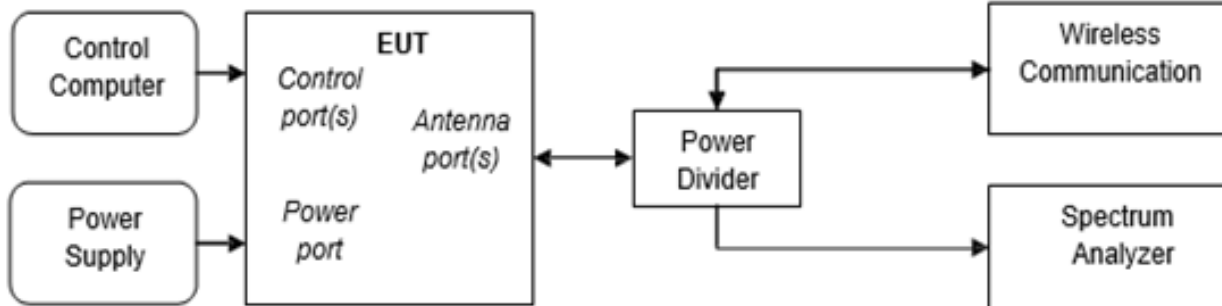 Control
Computer
Power
Supply
EUT
Control
port(s)
Antenna
port(s)
Power
port
Power
Divider
Wireless
Communication
Spectrum
Analyzer